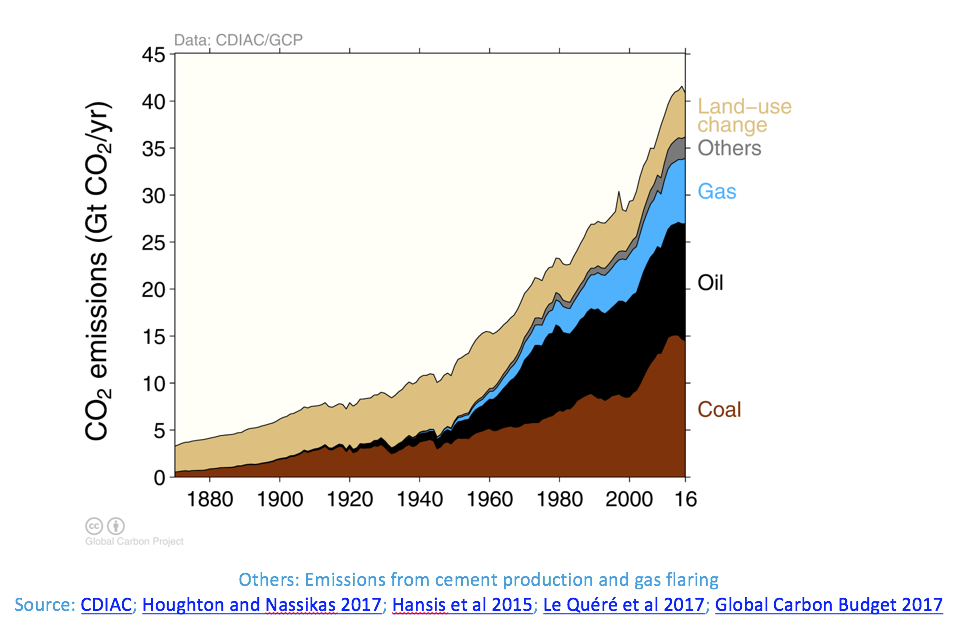 Data: CDIAC/GCP
45
40
35
30
25
20
15
10
5
0
CO₂ emissions (Gt CO₂/yr)
1880 1900 1920 1940 1960 1980 2000 16
Land−use
change
Others
Gas
Oil
Coal
cc
Global Carbon Project
Others: Emissions from cement production and gas flaring
Source: CDIAC; Houghton and Nassikas 2017; Hansis et al 2015; Le Quéré et al 2017; Global Carbon Budget 2017